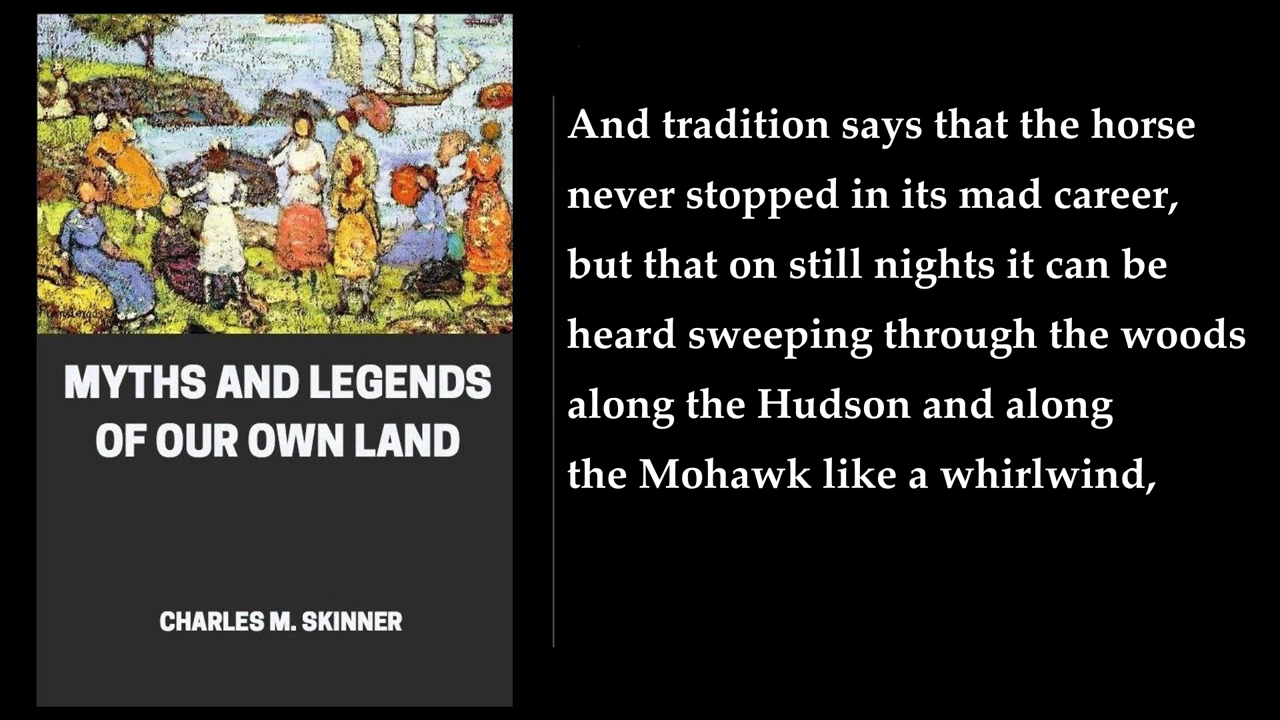 MYTHS AND LEGENDS
OF OUR OWN LAND
CHARLES M. SKINNER
And tradition says that the horse
never stopped in its mad career,
but that on still nights it can be
heard sweeping through the woods
along the Hudson and along
the Mohawk like a whirlwind,